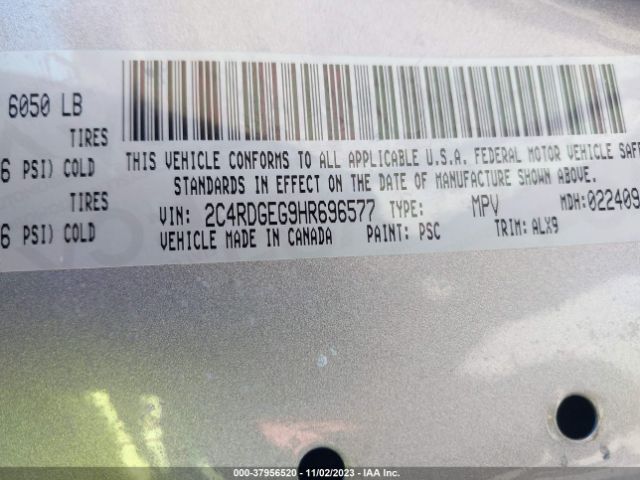 6050 LB
TIRES
6 PSI) COLD
THIS VEHICLE CONFORMS TO ALL APPLICABLE U.S.A. FEDERAL MOTOR VEHICLE SAFE
STANDARDS IN EFFECT ON THE DATE OF MANUFACTURE SHOWN ABOVE.
TIRES
6 PSI) COLD
VIN: 2C4RDGEG9HR696577 TYPE: MPV MDH:022409
VEHICLE MADE IN CANADA PAINT: PSC TRIM: ALX9
000-37956520 - 11/02/2023 - IAA Inc.